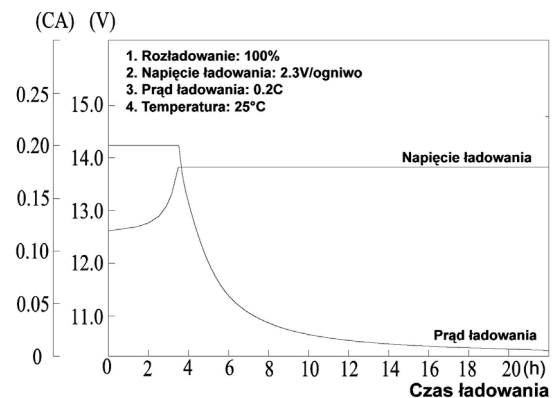 (CA) (V)
1. Rozładowanie: 100%
2. Napięcie ładowania: 2.3V/ogniwo
3. Prąd ładowania: 0.2C
4. Temperatura: 25°C
0.25
0.20
0.15
0.10
0.05
0
15.0
14.0
13.0
12.0
11.0
Napięcie ładowania
Prąd ładowania
0 2 4 6 8 10 12 14 16 18 20 (h)
Czas ładowania